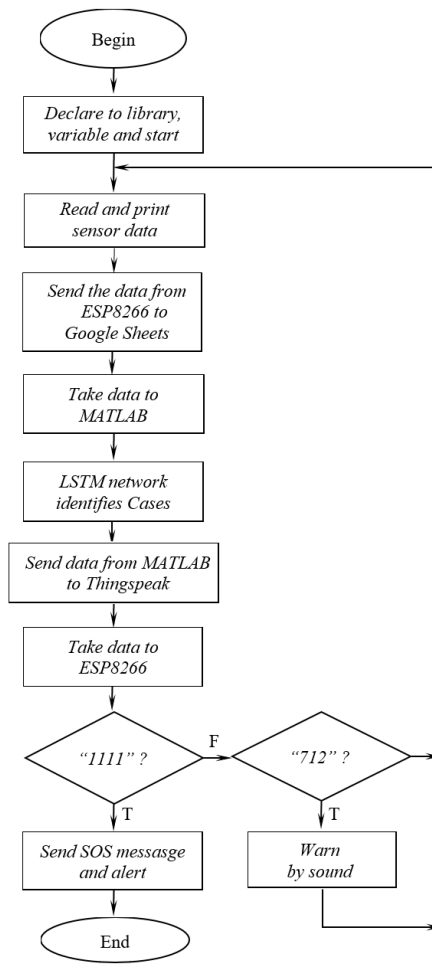 Begin
Declare to library,
variable and start
Read and print
sensor data
Send the data from
ESP8266 to
Google Sheets
Take data to
MATLAB
LSTM network
identifies Cases
Send data from MATLAB
to Thingspeak
Take data to
ESP8266
“1111” ?
F
“712” ?
T
T
Send SOS messasge
and alert
Warn
by sound
End